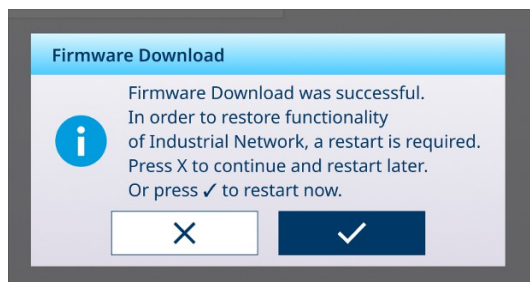 Firmware Download
Firmware Download was successful.
In order to restore functionality
of Industrial Network, a restart is required.
Press X to continue and restart later.
Or press ✓ to restart now.